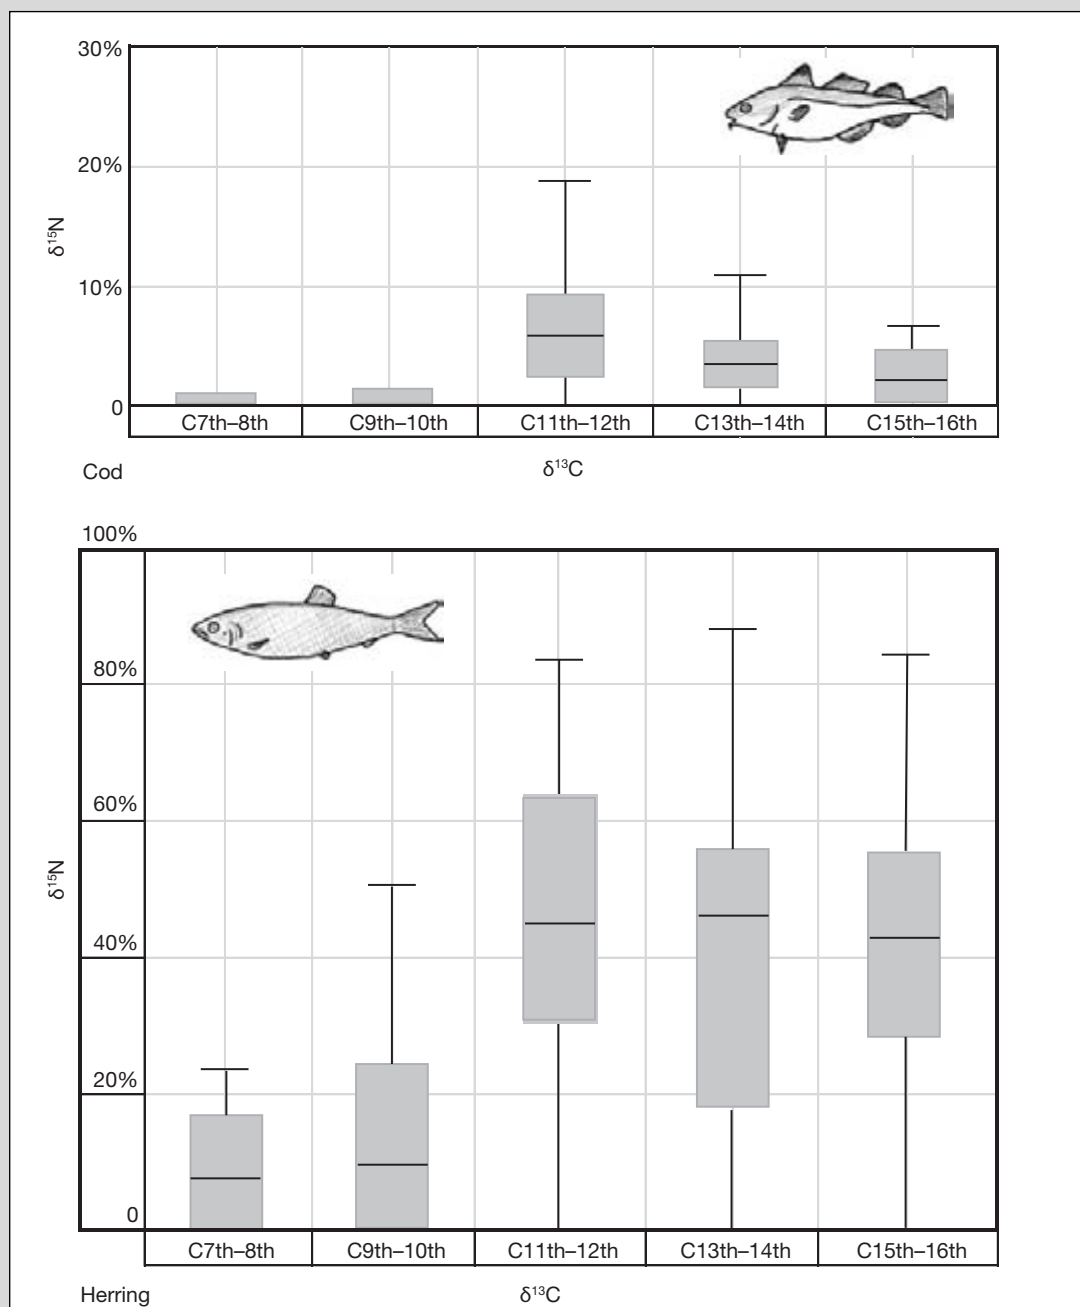 30%
20%
δ¹⁵N
10%
0
C7th–8th C9th–10th C11th–12th C13th–14th C15th–16th
Cod δ¹³C
100%
80%
60%
δ¹⁵N
40%
20%
0
C7th–8th C9th–10th C11th–12th C13th–14th C15th–16th
Herring δ¹³C